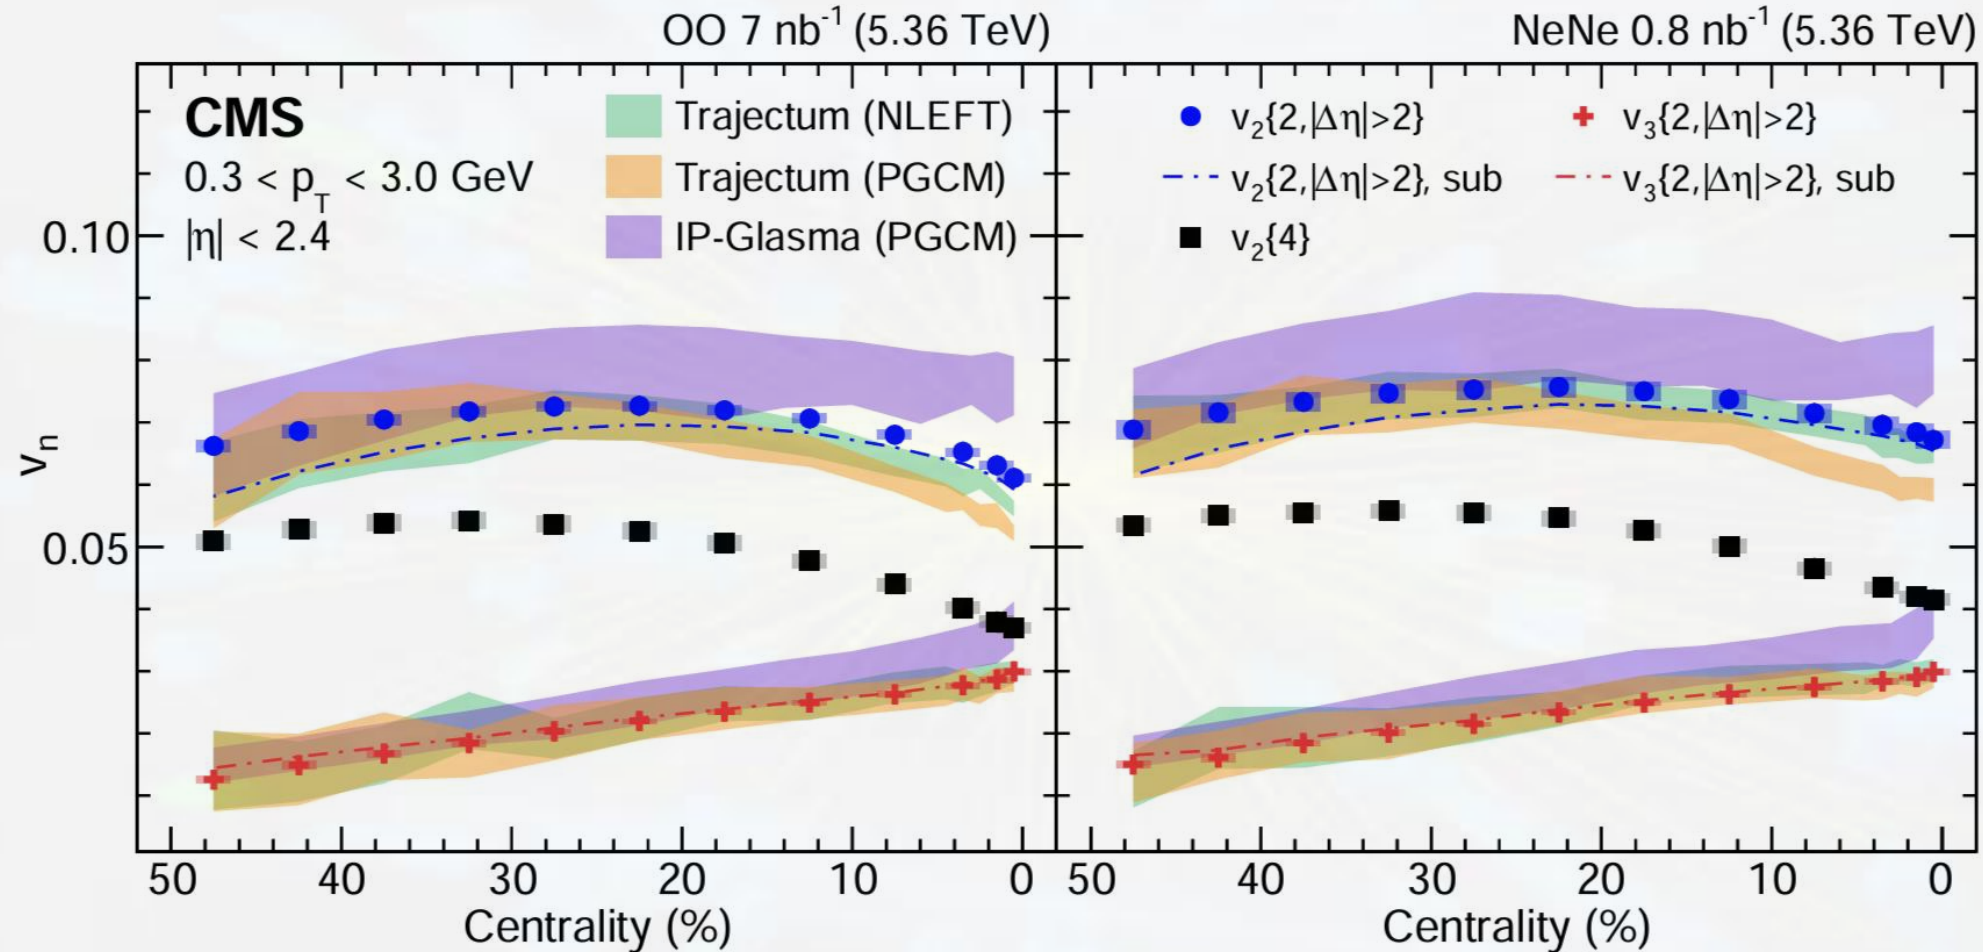 OO 7 nb⁻¹ (5.36 TeV)
NeNe 0.8 nb⁻¹ (5.36 TeV)
CMS
0.3 < p_T < 3.0 GeV
|η| < 2.4
Trajectum (NLEFT)
Trajectum (PGCM)
IP-Glasma (PGCM)
v₂{2,|Δη|>2}
v₃{2,|Δη|>2}
v₂{2,|Δη|>2}, sub
v₃{2,|Δη|>2}, sub
v₂{4}
vₙ
0.10
0.05
50 40 30 20 10 0
50 40 30 20 10 0
Centrality (%)
Centrality (%)